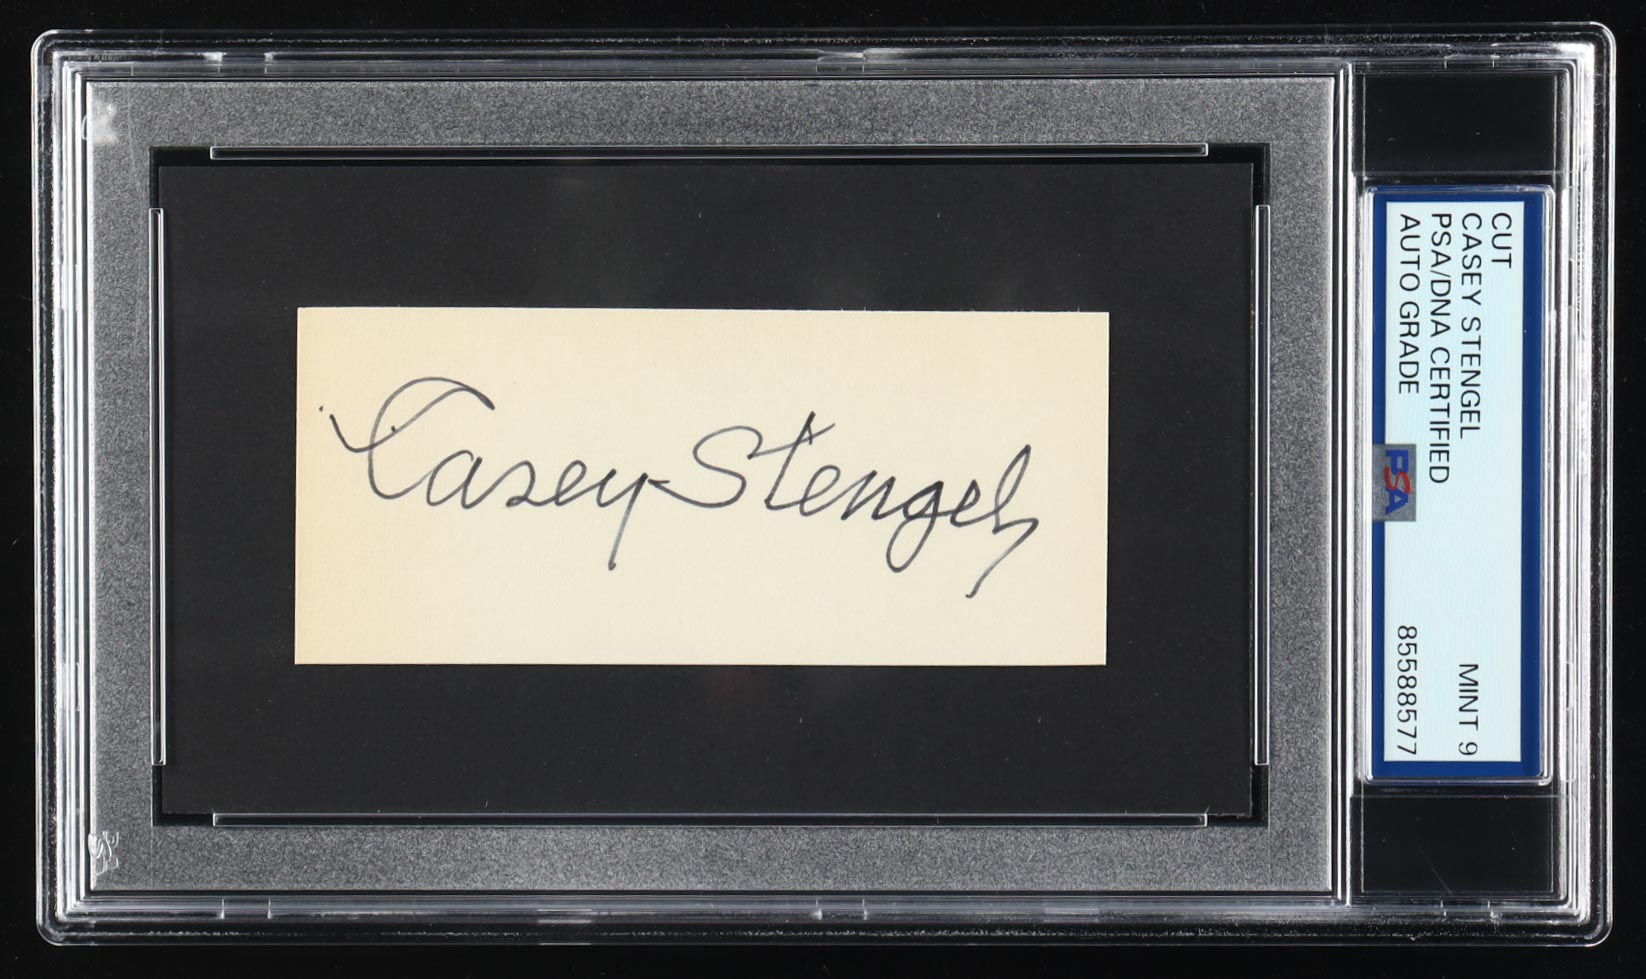 Casey Stengel
CUT
CASEY STENGEL
PSA/DNA CERTIFIED
AUTO GRADE
MINT 9
85588577
PSA